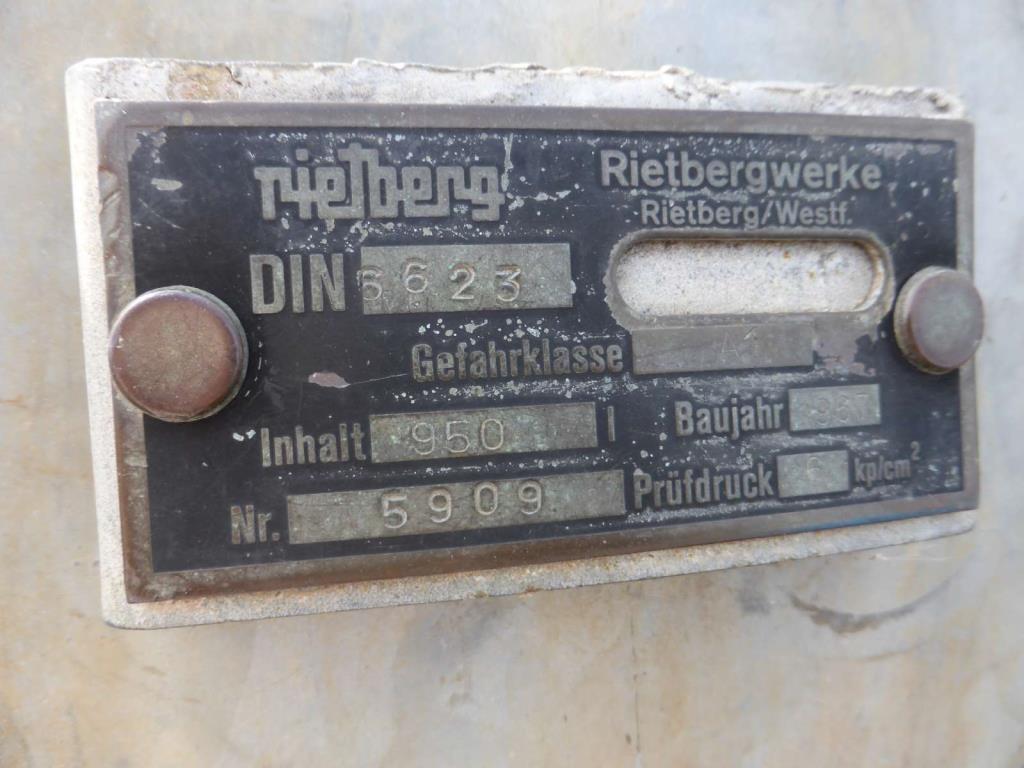 rietberg
Rietbergwerke
Rietberg/Westf.
DIN 6623
Gefahrklasse
Inhalt 950 l
Baujahr
Nr. 5909
Prüfdruck kp/cm²